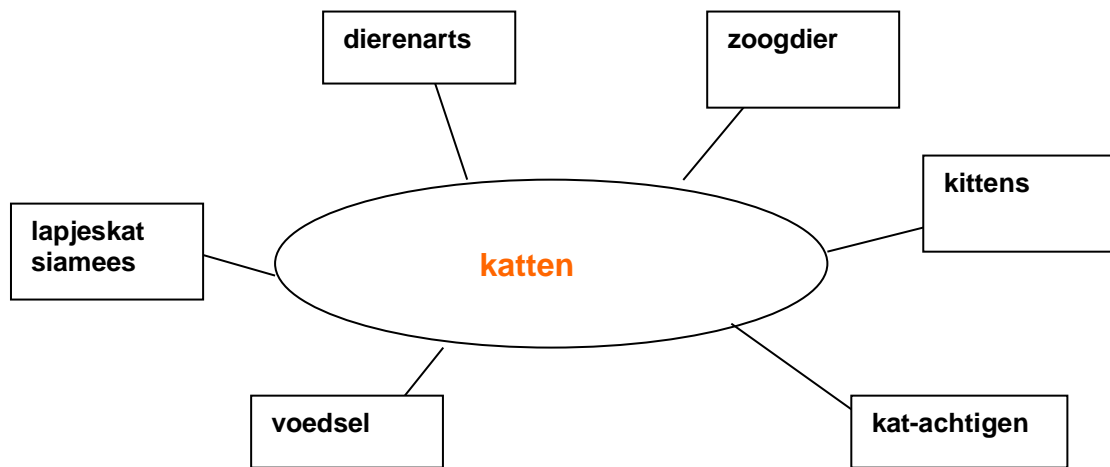 dierenarts
zoogdier
kittens
lapjeskat
siamees
katten
voedsel
kat-achtigen